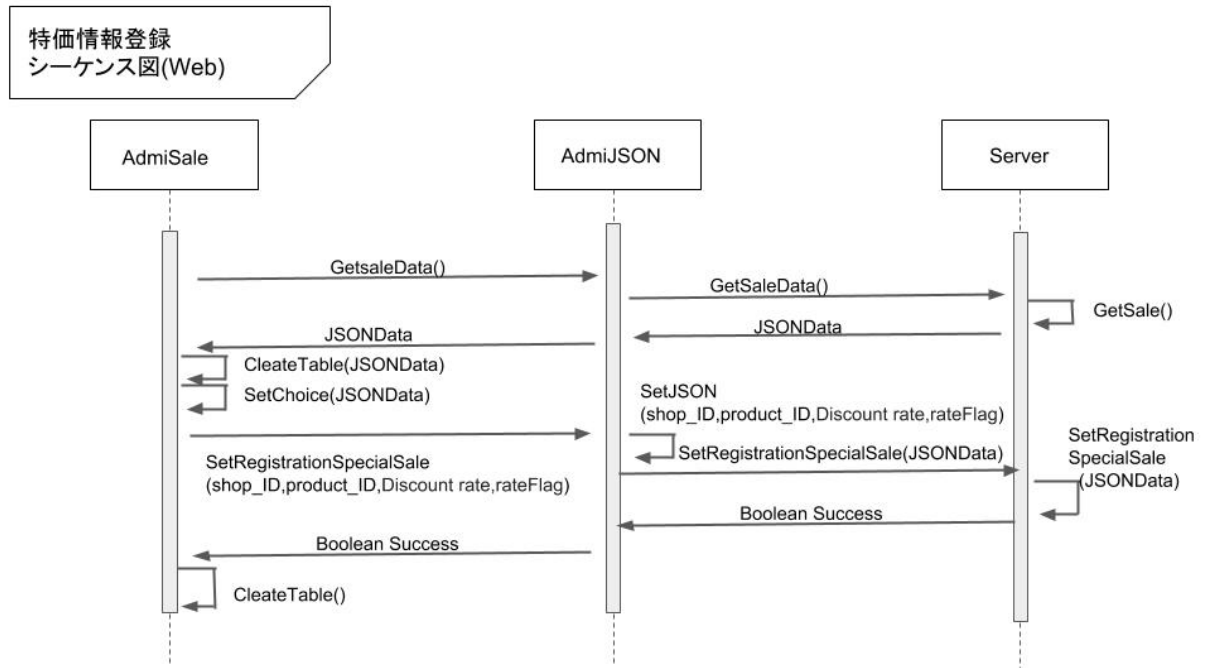 特価情報登録
シーケンス図(Web)
AdmiSale
AdmiJSON
Server
GetsaleData()
GetSaleData()
GetSale()
JSONData
JSONData
CleateTable(JSONData)
SetChoice(JSONData)
SetJSON
(shop_ID,product_ID,Discount rate,rateFlag)
SetRegistrationSpecialSale
(shop_ID,product_ID,Discount rate,rateFlag)
SetRegistrationSpecialSale(JSONData)
SetRegistration
SpecialSale
(JSONData)
Boolean Success
Boolean Success
CleateTable()